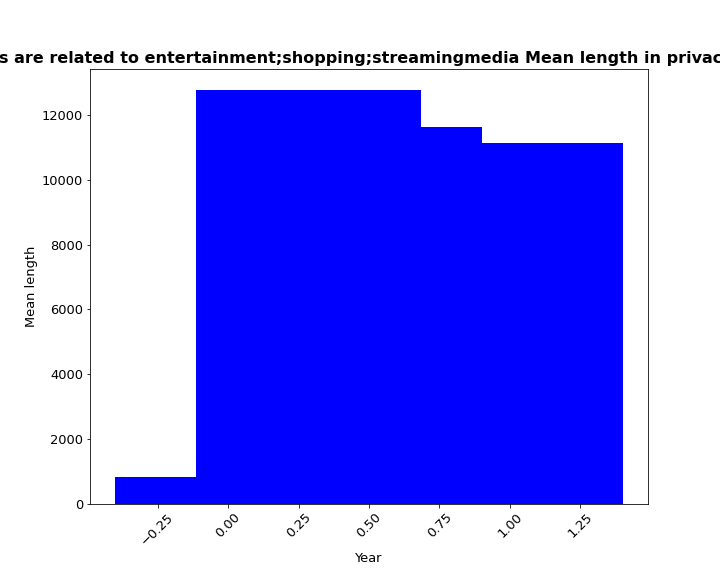 s are related to entertainment;shopping;streamingmedia Mean length in privac
12000
10000
8000
6000
4000
2000
0
Mean length
−0.25 0.00 0.25 0.50 0.75 1.00 1.25
Year